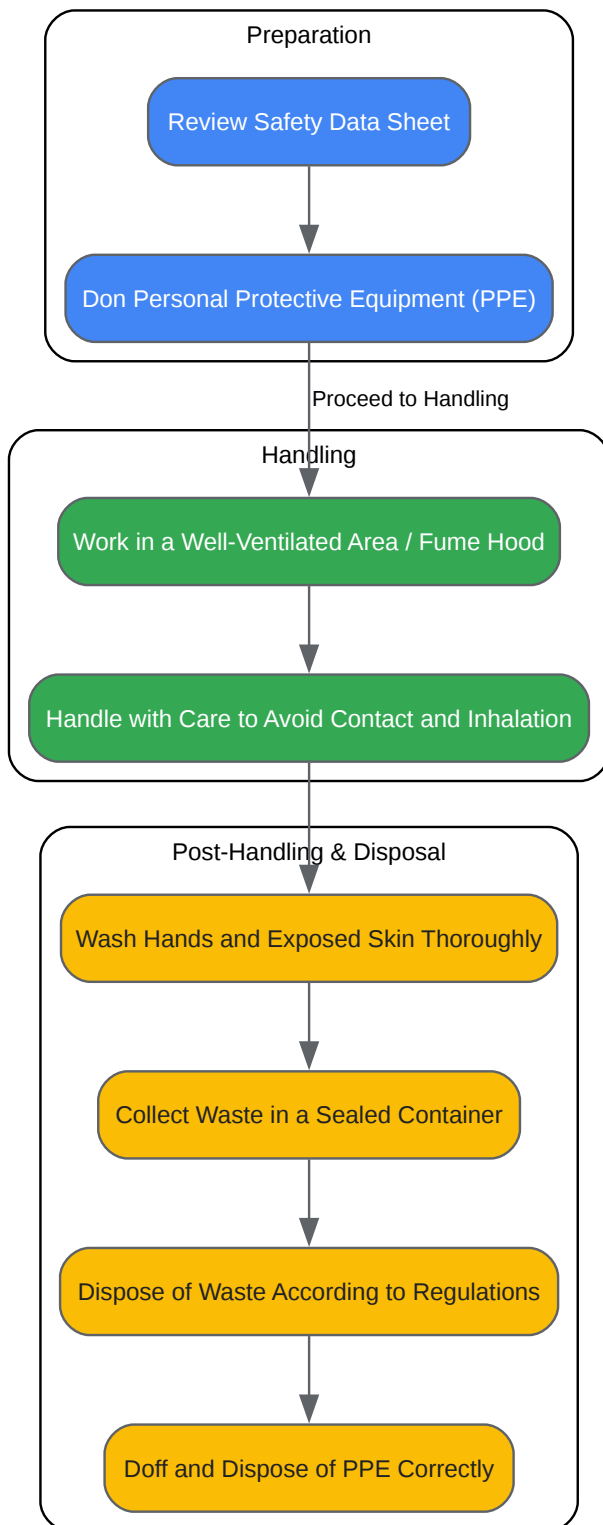 Preparation
Review Safety Data Sheet
Don Personal Protective Equipment (PPE)
Proceed to Handling
Handling
Work in a Well-Ventilated Area / Fume Hood
Handle with Care to Avoid Contact and Inhalation
Post-Handling & Disposal
Wash Hands and Exposed Skin Thoroughly
Collect Waste in a Sealed Container
Dispose of Waste According to Regulations
Doff and Dispose of PPE Correctly